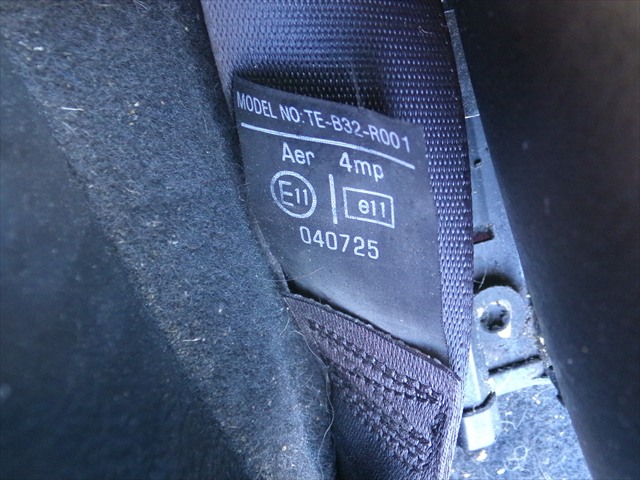 MODEL NO:TE-B32-R001
Aer 4mp
E11 e11
040725